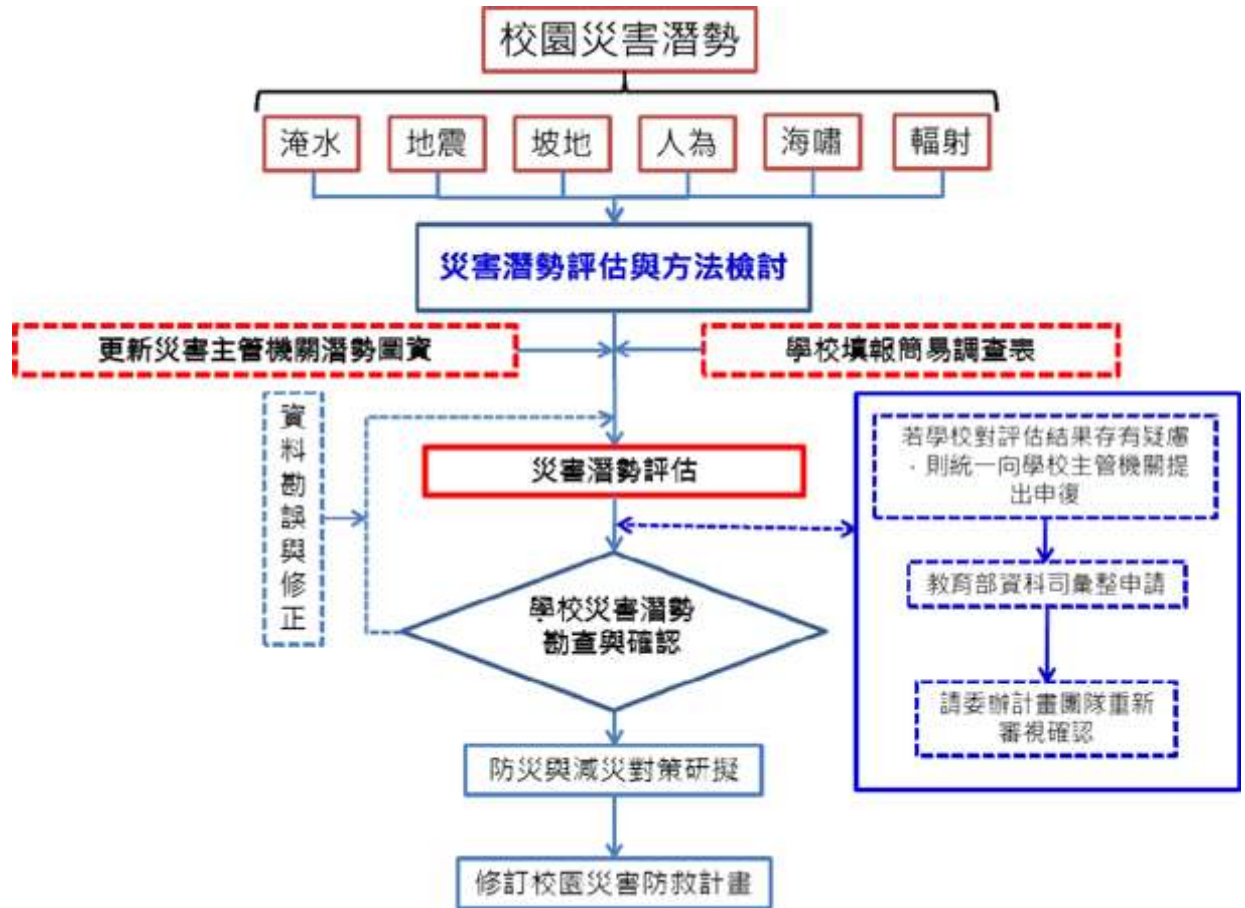 校園災害潛勢
淹水
地震
坡地
人為
海嘯
輻射
災害潛勢評估與方法檢討
更新災害主管機關潛勢圖資
學校填報簡易調查表
資料勘誤與修正
災害潛勢評估
若學校對評估結果存有疑慮
，則統一向學校主管機關提
出申復
教育部資科司彙整申請
請委辦計畫團隊重新
審視確認
學校災害潛勢
勘查與確認
防災與減災對策研擬
修訂校園災害防救計畫